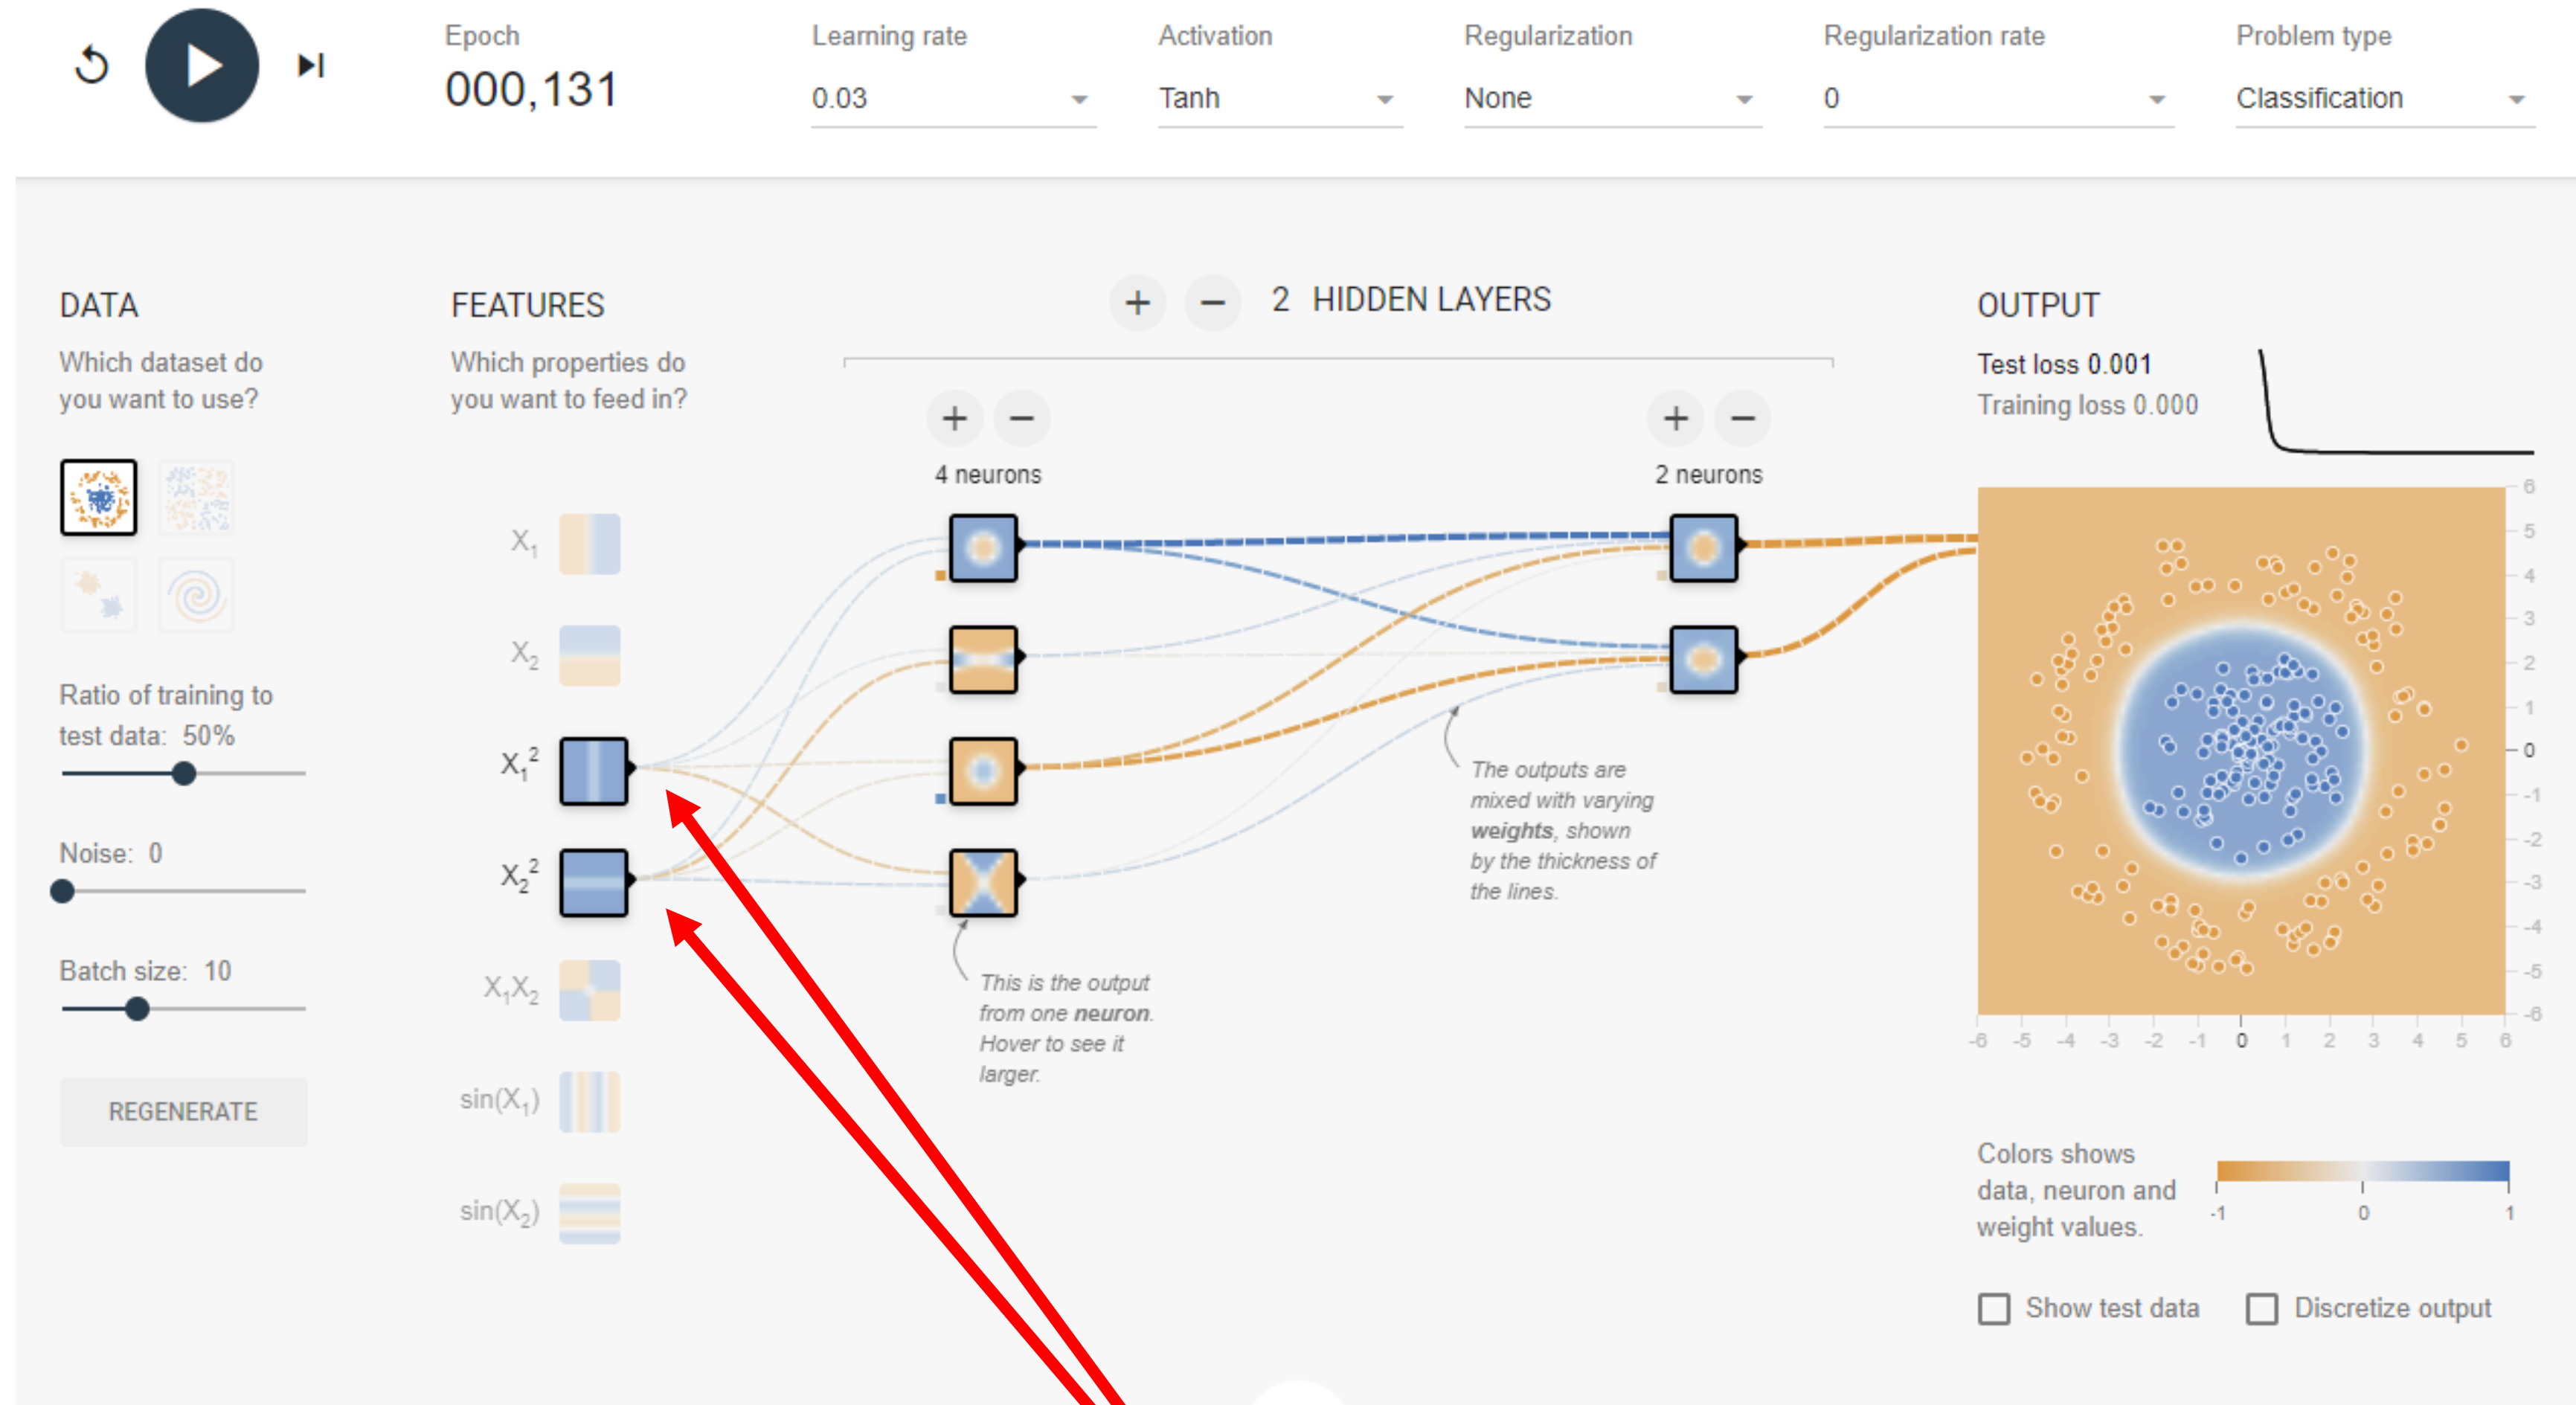 Epoch
000,131
Learning rate
0.03
Activation
Tanh
Regularization
None
Regularization rate
0
Problem type
Classification
DATA
Which dataset do
you want to use?
Ratio of training to
test data: 50%
Noise: 0
Batch size: 10
REGENERATE
FEATURES
Which properties do
you want to feed in?
X₁
X₂
X₁²
X₂²
X₁X₂
sin(X₁)
sin(X₂)
+ − 2 HIDDEN LAYERS
+ −
4 neurons
+ −
2 neurons
This is the output
from one neuron.
Hover to see it
larger.
The outputs are
mixed with varying
weights, shown
by the thickness of
the lines.
OUTPUT
Test loss 0.001
Training loss 0.000
6
5
4
3
2
1
0
-1
-2
-3
-4
-5
-6
-6 -5 -4 -3 -2 -1 0 1 2 3 4 5 6
Colors shows
data, neuron and
weight values.
-1 0 1
Show test data
Discretize output